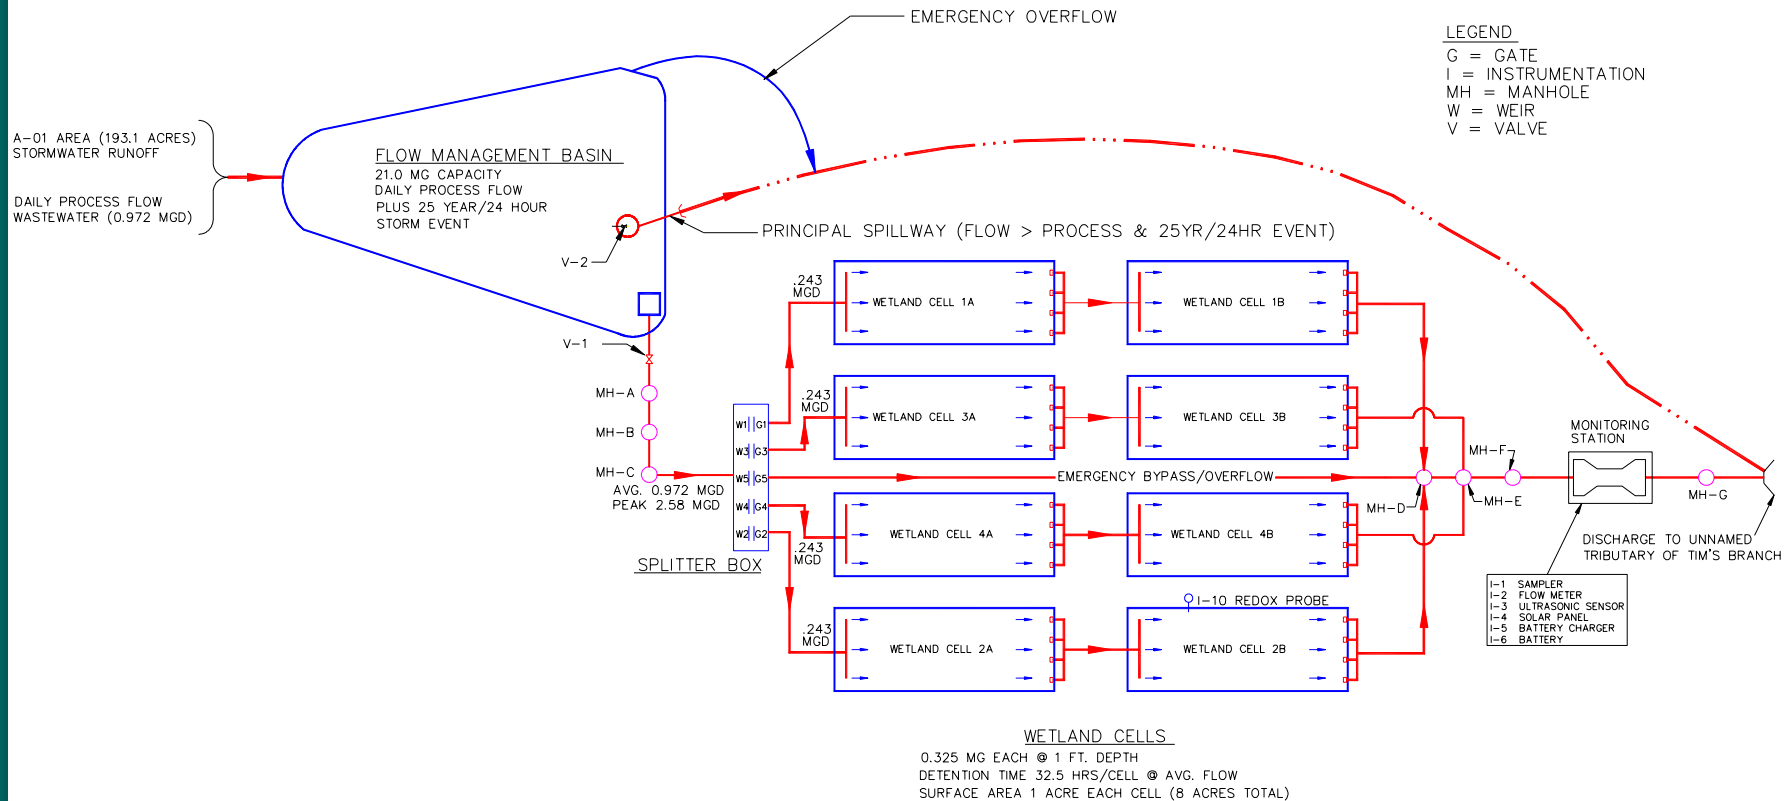 EMERGENCY OVERFLOW
LEGEND
G = GATE
I = INSTRUMENTATION
MH = MANHOLE
W = WEIR
V = VALVE
A-01 AREA (193.1 ACRES)
STORMWATER RUNOFF
DAILY PROCESS FLOW
WASTEWATER (0.972 MGD)
FLOW MANAGEMENT BASIN
21.0 MG CAPACITY
DAILY PROCESS FLOW
PLUS 25 YEAR/24 HOUR
STORM EVENT
V-2
PRINCIPAL SPILLWAY (FLOW > PROCESS & 25YR/24HR EVENT)
V-1
MH-A
MH-B
MH-C
AVG. 0.972 MGD
PEAK 2.58 MGD
W1 G1
W3 G3
W5 G5
W4 G4
W2 G2
SPLITTER BOX
.243
MGD
WETLAND CELL 1A
WETLAND CELL 1B
.243
MGD
WETLAND CELL 3A
WETLAND CELL 3B
EMERGENCY BYPASS/OVERFLOW
.243
MGD
WETLAND CELL 4A
WETLAND CELL 4B
I-10 REDOX PROBE
.243
MGD
WETLAND CELL 2A
WETLAND CELL 2B
MH-D
MH-E
MH-F
MONITORING
STATION
MH-G
DISCHARGE TO UNNAMED
TRIBUTARY OF TIM'S BRANCH
I-1 SAMPLER
I-2 FLOW METER
I-3 ULTRASONIC SENSOR
I-4 SOLAR PANEL
I-5 BATTERY CHARGER
I-6 BATTERY
WETLAND CELLS
0.325 MG EACH @ 1 FT. DEPTH
DETENTION TIME 32.5 HRS/CELL @ AVG. FLOW
SURFACE AREA 1 ACRE EACH CELL (8 ACRES TOTAL)